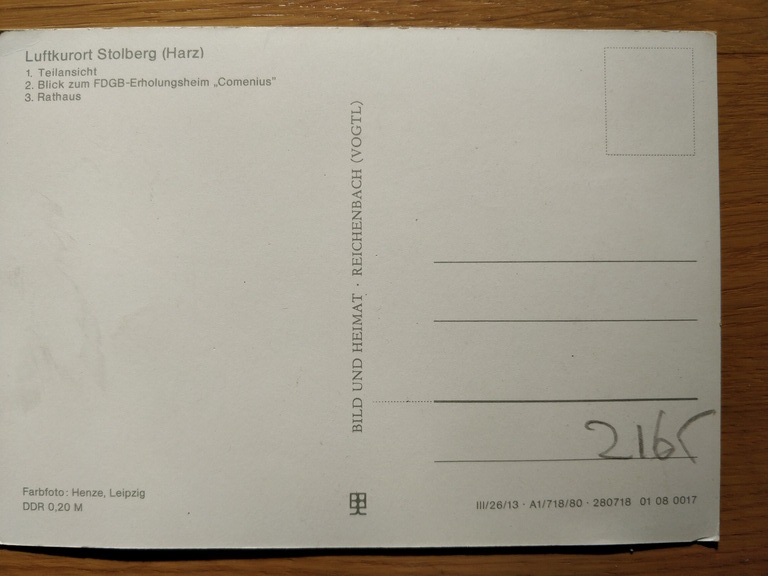 Luftkurort Stolberg (Harz)
1. Teilansicht
2. Blick zum FDGB-Erholungsheim „Comenius"
3. Rathaus
BILD UND HEIMAT · REICHENBACH (VOGTL)
2165
Farbfoto: Henze, Leipzig
DDR 0,20 M
III/26/13 · A1/718/80 · 280718 01 08 0017